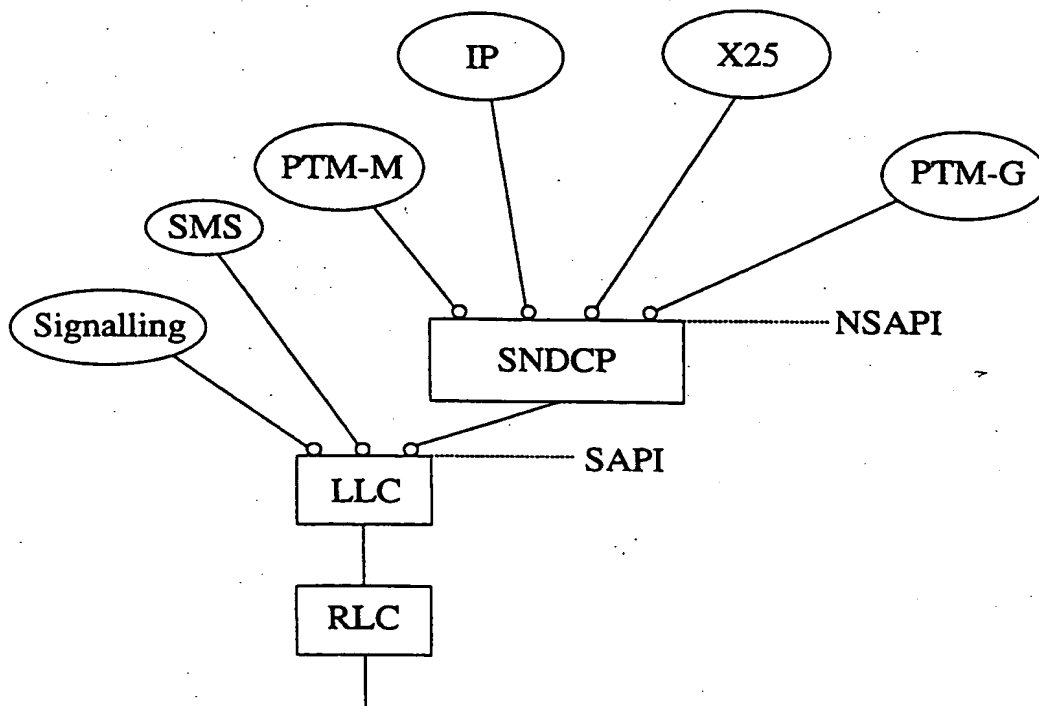 IP
X25
PTM-M
PTM-G
SMS
Signalling
NSAPI
SNDCP
SAPI
LLC
RLC